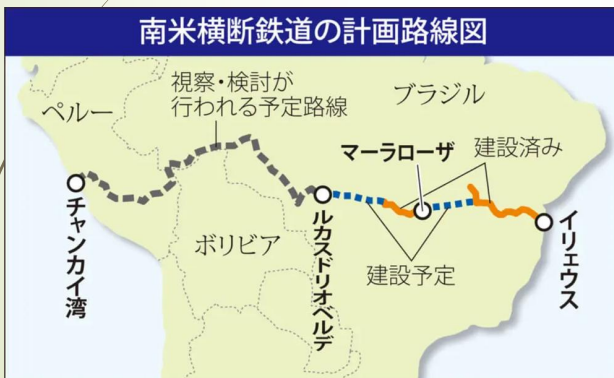 南米横断鉄道の計画路線図
視察・検討が
行われる予定路線
ペルー
ブラジル
マーラローザ
建設済み
チャンカイ湾
ボリビア
ルカスドリオベルデ
建設予定
イリェウス